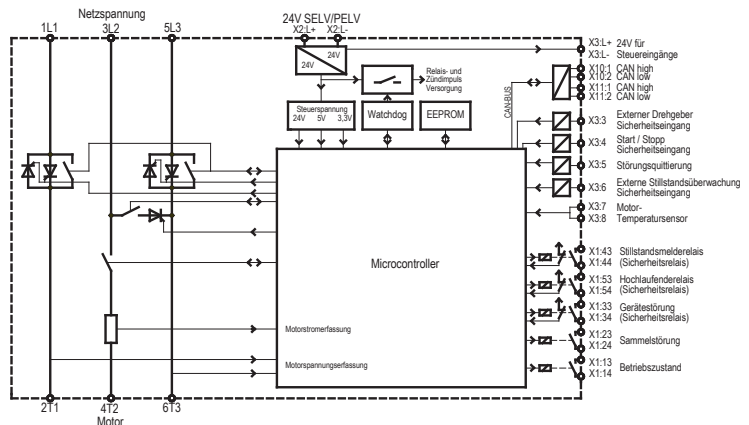 Netzspannung
1L1
3L2
5L3
24V SELV/PELV
X2:L+
X2:L-
24V
24V
Relais- und
Zündimpuls
Versorgung
Steuerspannung
24V
5V
3,3V
Watchdog
EEPROM
CAN-BUS
X3:L+ 24V für
X3:L- Steuereingänge
X10:1 CAN high
X10:2 CAN low
X11:1 CAN high
X11:2 CAN low
X3:3 Externer Drehgeber
Sicherheitseingang
X3:4 Start / Stopp
Sicherheitseingang
X3:5 Störungsquittierung
X3:6 Externe Stillstandsüberwachung
Sicherheitseingang
X3:7 Motor-
X3:8 Temperatursensor
Microcontroller
X1:43 Stillstandsmelderelais
X1:44 (Sicherheitsrelais)
X1:53 Hochlaufenderelais
X1:54 (Sicherheitsrelais)
X1:33 Gerätestörung
X1:34 (Sicherheitsrelais)
X1:23
X1:24
Sammelstörung
X1:13
X1:14
Betriebszustand
Motorstromerfassung
Motorspannungserfassung
2T1
4T2
6T3
Motor